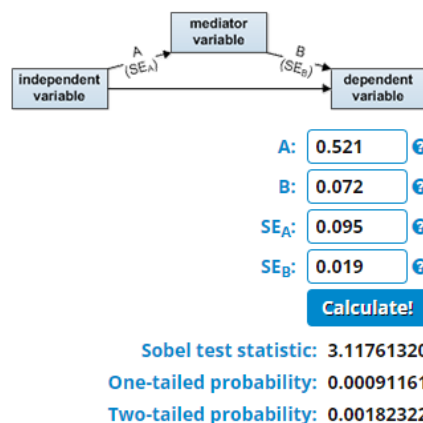 mediator
variable
A
(SEA)
B
(SEB)
independent
variable
dependent
variable
A: 0.521 ?
B: 0.072 ?
SEA: 0.095 ?
SEB: 0.019 ?
Calculate!
Sobel test statistic: 3.11761320
One-tailed probability: 0.00091161
Two-tailed probability: 0.00182322